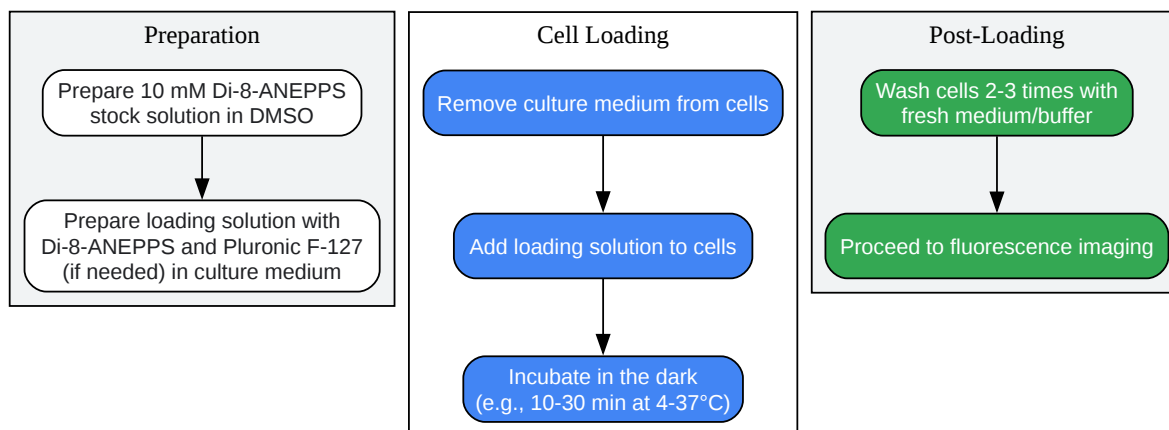 Preparation
Prepare 10 mM Di-8-ANEPPS
stock solution in DMSO
Prepare loading solution with
Di-8-ANEPPS and Pluronic F-127
(if needed) in culture medium
Cell Loading
Remove culture medium from cells
Add loading solution to cells
Incubate in the dark
(e.g., 10-30 min at 4-37°C)
Post-Loading
Wash cells 2-3 times with
fresh medium/buffer
Proceed to fluorescence imaging